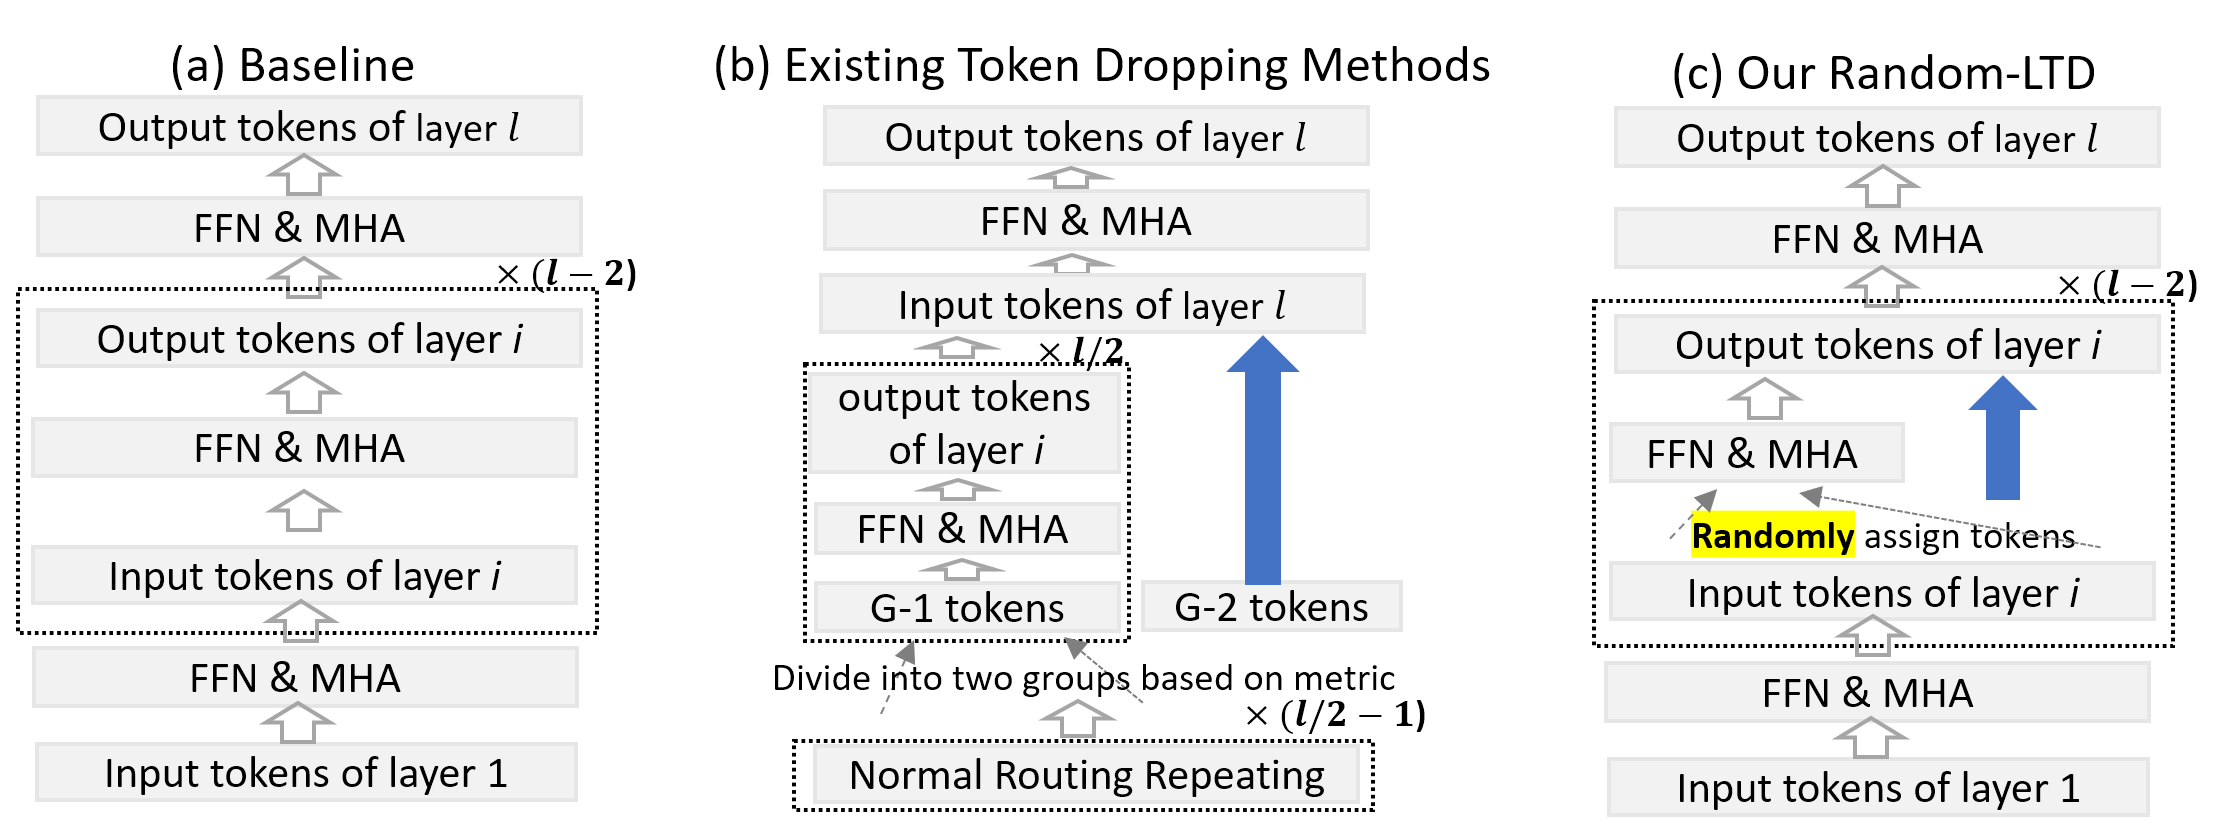 (a) Baseline
Output tokens of layer l
FFN & MHA
× (l − 2)
Output tokens of layer i
FFN & MHA
Input tokens of layer i
FFN & MHA
Input tokens of layer 1
(b) Existing Token Dropping Methods
Output tokens of layer l
FFN & MHA
Input tokens of layer l
× l/2
output tokens
of layer i
FFN & MHA
G-1 tokens
G-2 tokens
Divide into two groups based on metric
× (l/2 − 1)
Normal Routing Repeating
(c) Our Random-LTD
Output tokens of layer l
FFN & MHA
× (l − 2)
Output tokens of layer i
FFN & MHA
Randomly assign tokens
Input tokens of layer i
FFN & MHA
Input tokens of layer 1